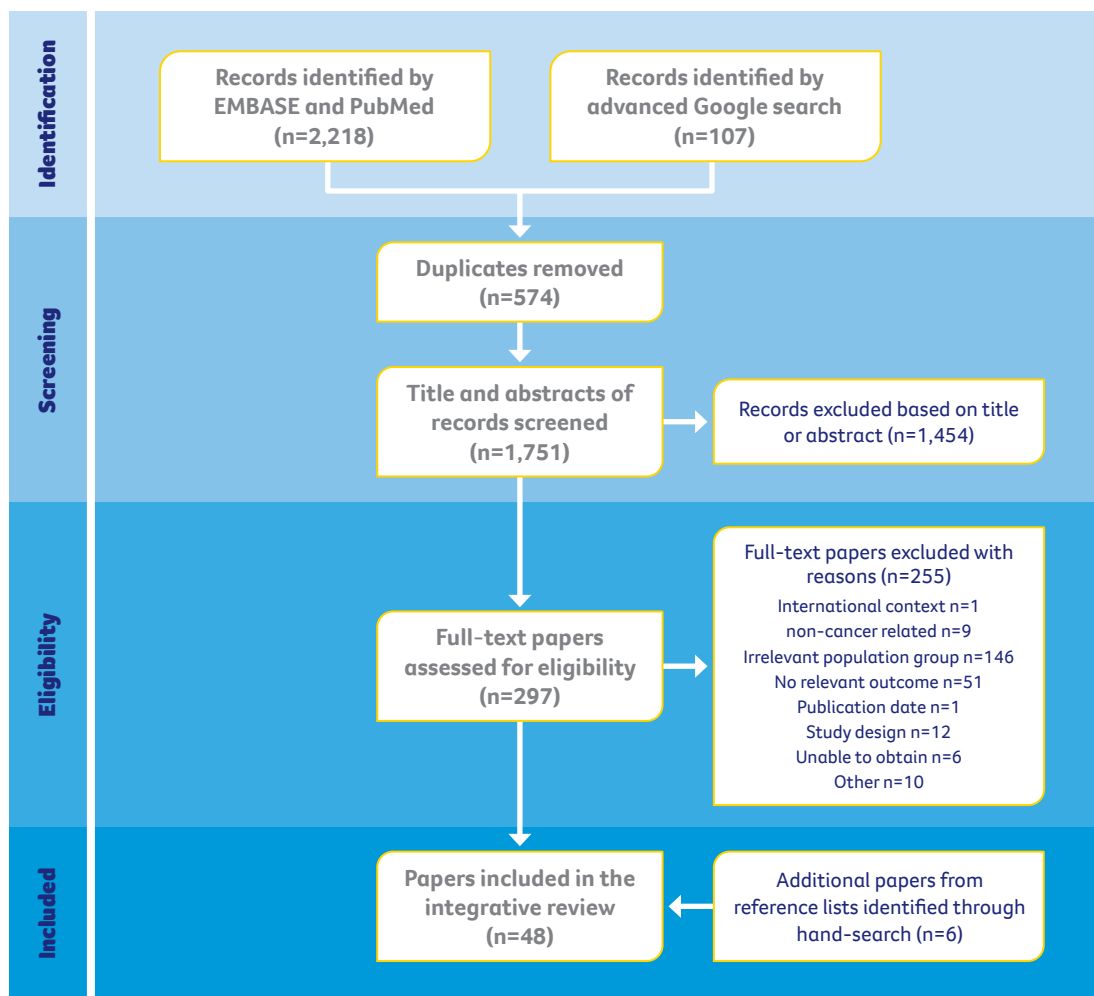 Identification
Records identified by
EMBASE and PubMed
(n=2,218)
Records identified by
advanced Google search
(n=107)
Screening
Duplicates removed
(n=574)
Title and abstracts of
records screened
(n=1,751)
Records excluded based on title
or abstract (n=1,454)
Eligibility
Full-text papers
assessed for eligibility
(n=297)
Full-text papers excluded with
reasons (n=255)
International context n=1
non-cancer related n=9
Irrelevant population group n=146
No relevant outcome n=51
Publication date n=1
Study design n=12
Unable to obtain n=6
Other n=10
Included
Papers included in the
integrative review
(n=48)
Additional papers from
reference lists identified through
hand-search (n=6)